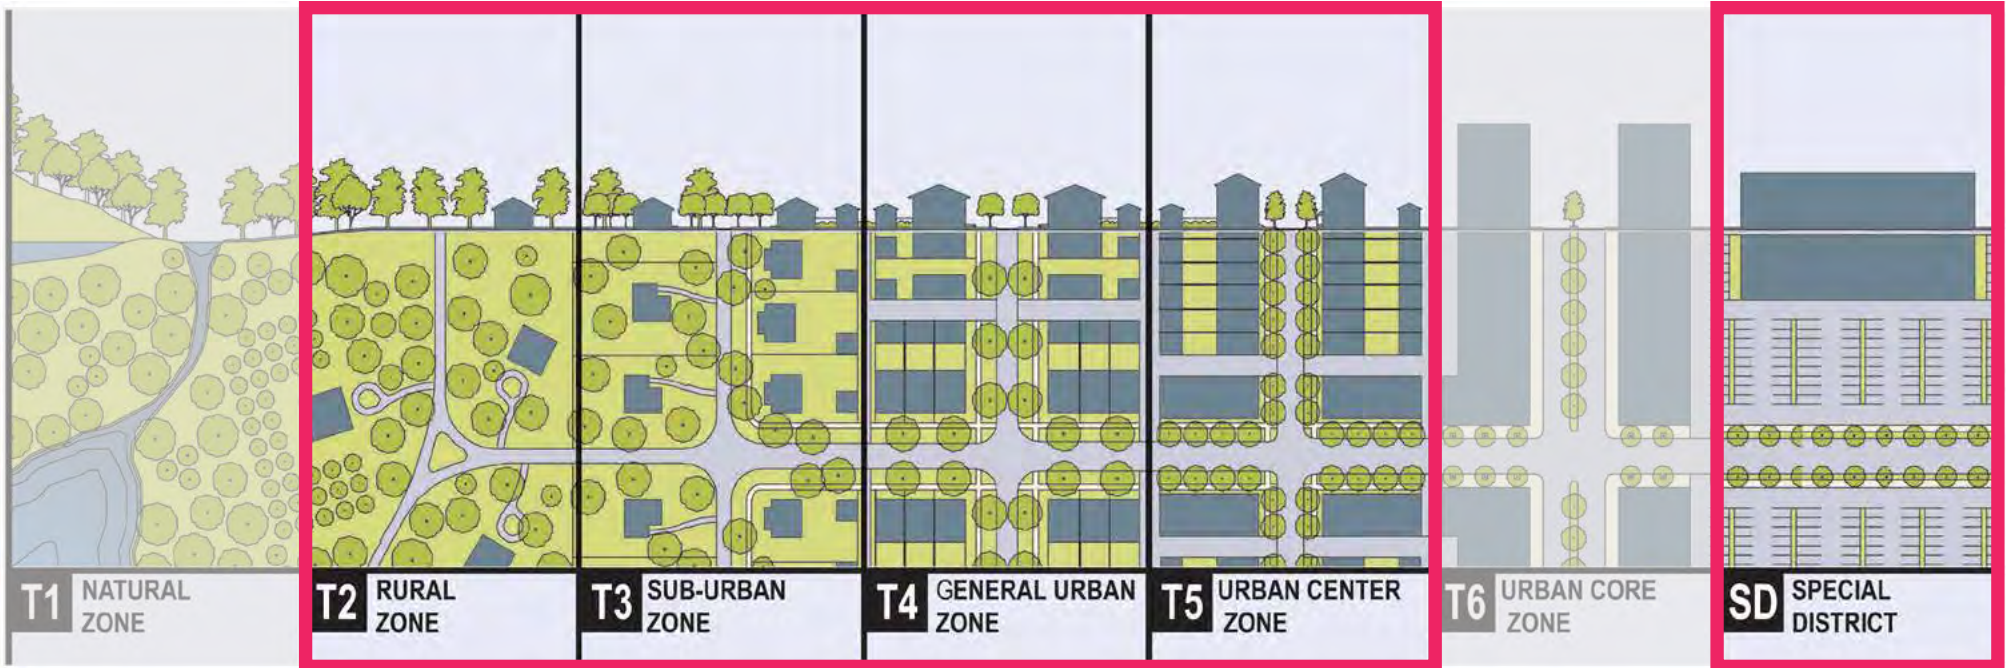 T1 NATURAL
ZONE
T2 RURAL
ZONE
T3 SUB-URBAN
ZONE
T4 GENERAL URBAN
ZONE
T5 URBAN CENTER
ZONE
T6 URBAN CORE
ZONE
SD SPECIAL
DISTRICT